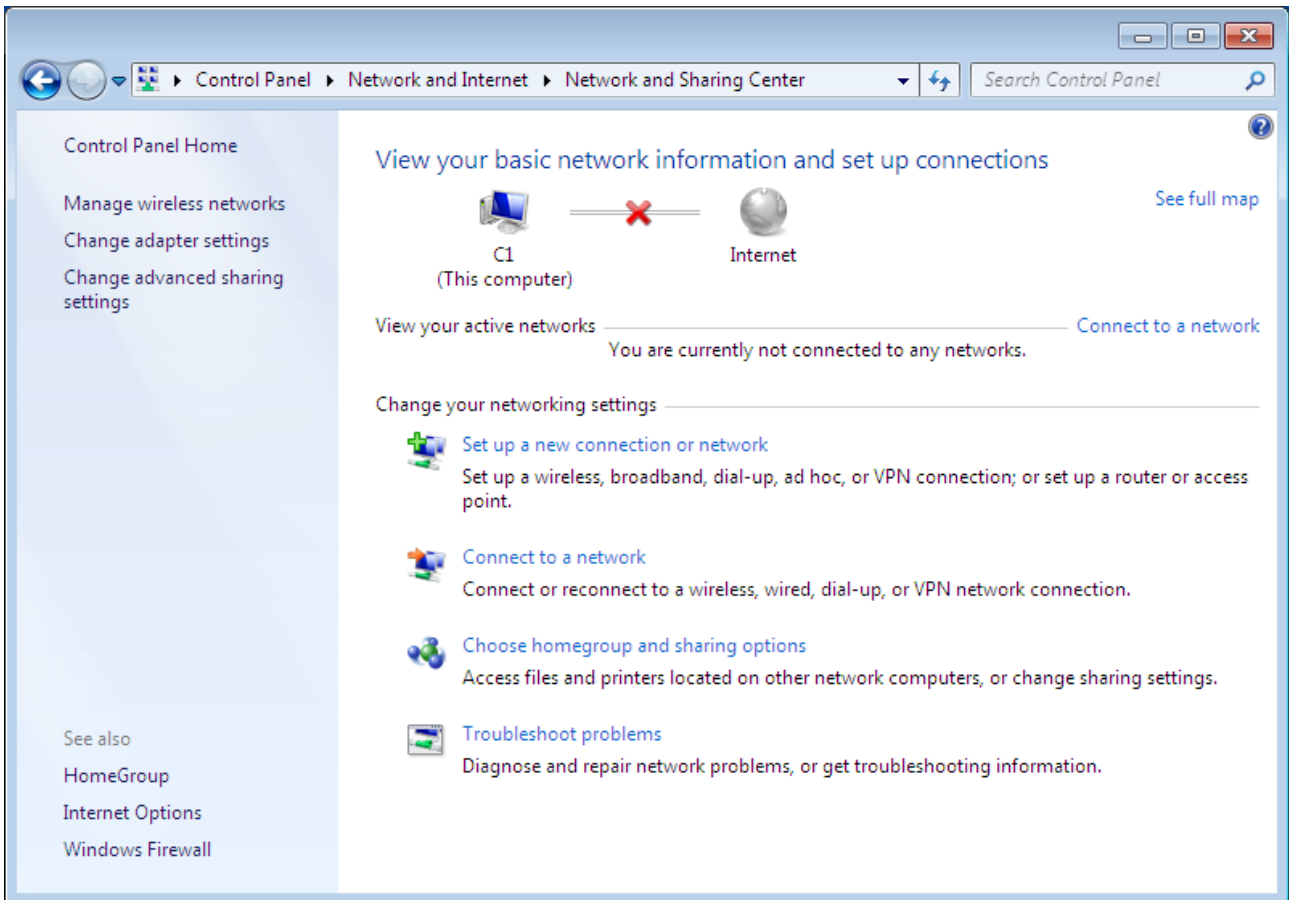 Control Panel ▸ Network and Internet ▸ Network and Sharing Center
Search Control Panel
Control Panel Home
Manage wireless networks
Change adapter settings
Change advanced sharing
settings
See also
HomeGroup
Internet Options
Windows Firewall
View your basic network information and set up connections
See full map
C1
(This computer)
Internet
View your active networks
Connect to a network
You are currently not connected to any networks.
Change your networking settings
Set up a new connection or network
Set up a wireless, broadband, dial-up, ad hoc, or VPN connection; or set up a router or access
point.
Connect to a network
Connect or reconnect to a wireless, wired, dial-up, or VPN network connection.
Choose homegroup and sharing options
Access files and printers located on other network computers, or change sharing settings.
Troubleshoot problems
Diagnose and repair network problems, or get troubleshooting information.